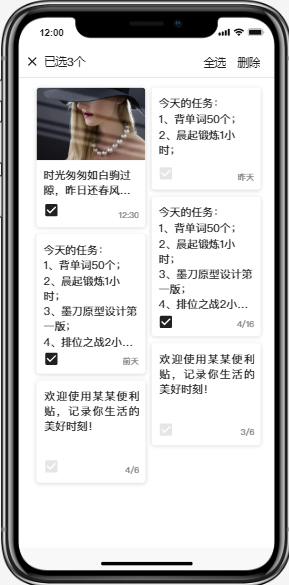 12:00
已选3个 全选 删除
时光匆匆如白驹过
隙，昨日还春风...
12:30
今天的任务：
1、背单词50个；
2、晨起锻炼1小
时；
昨天
今天的任务：
1、背单词50个；
2、晨起锻炼1小
时；
3、墨刀原型设计第
一版；
4、排位之战2小...
前天
今天的任务：
1、背单词50个；
2、晨起锻炼1小
时；
3、墨刀原型设计第
一版；
4、排位之战2小...
4/16
欢迎使用某某便利
贴，记录你生活的
美好时刻！
4/6
欢迎使用某某便利
贴，记录你生活的
美好时刻！
3/6